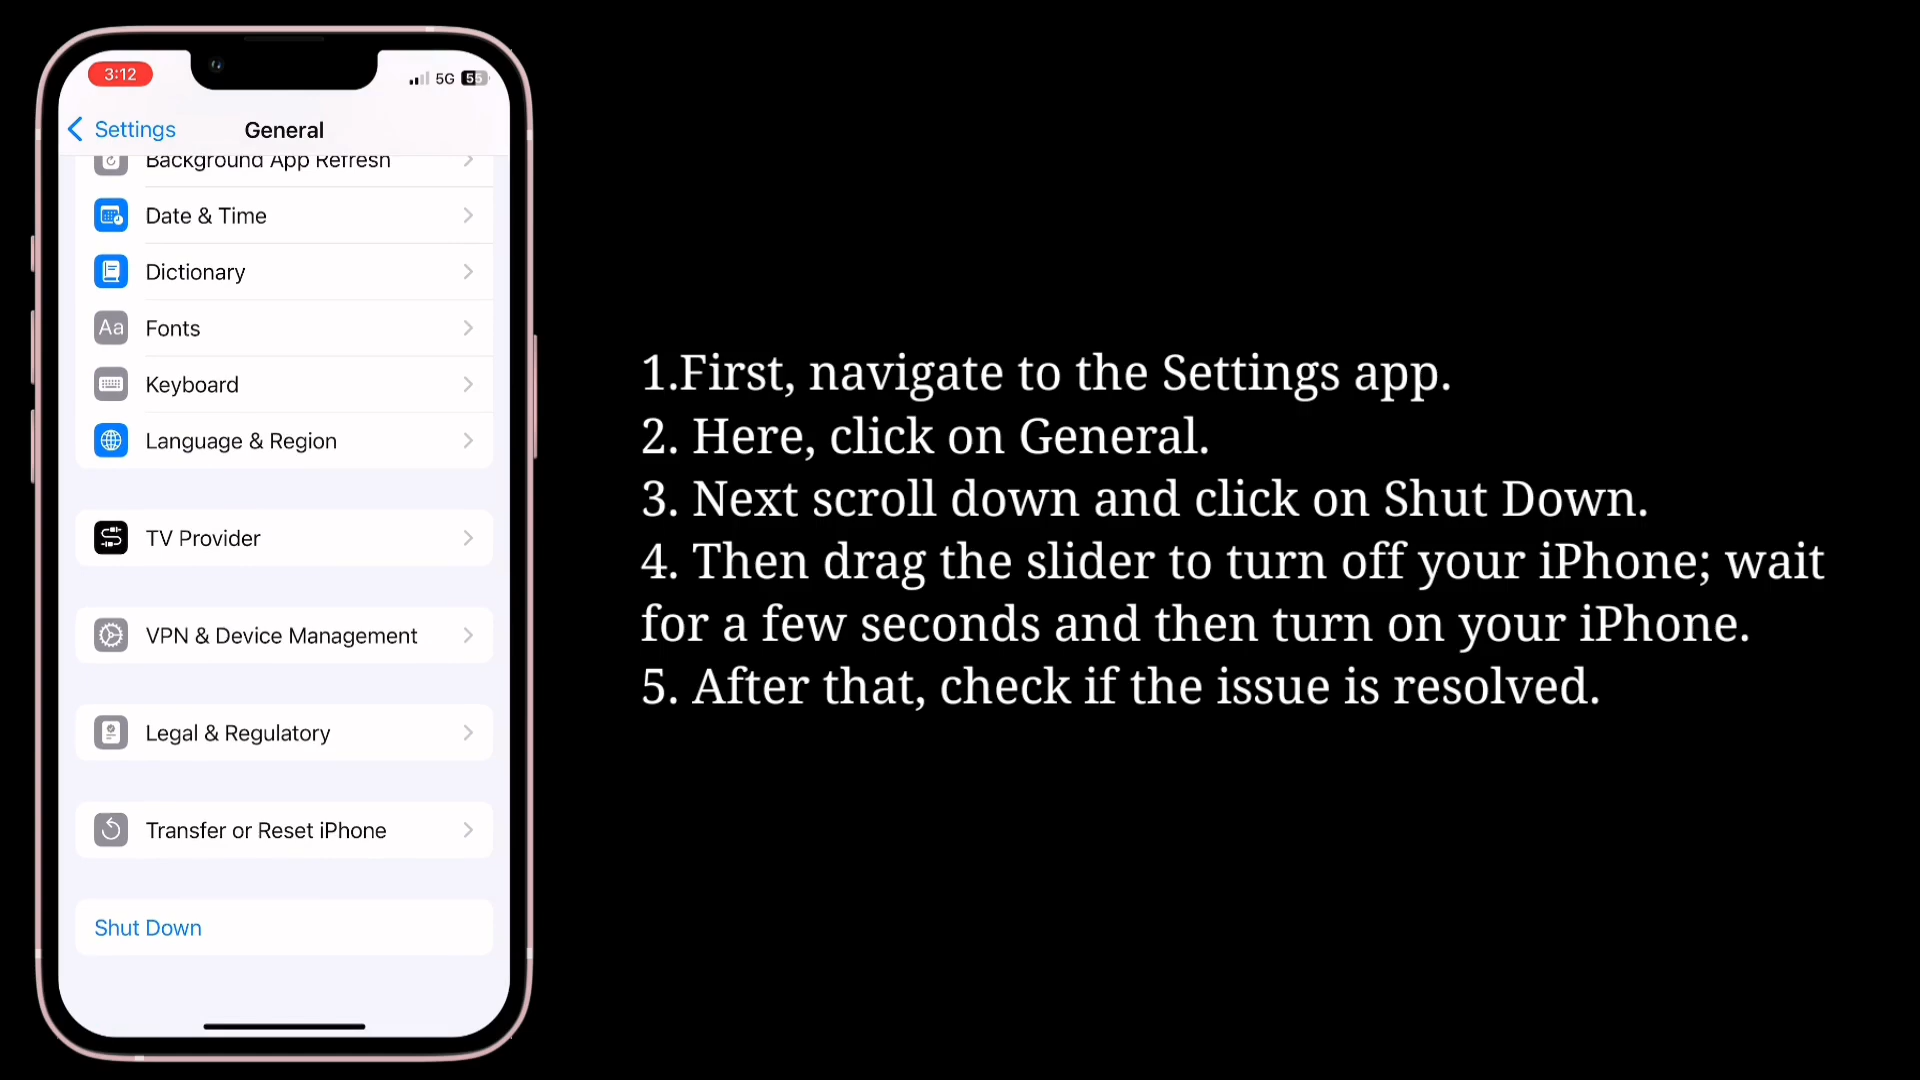 3:12
5G 55
Settings
General
Background App Refresh
Date & Time
Dictionary
Aa Fonts
Keyboard
Language & Region
TV Provider
VPN & Device Management
Legal & Regulatory
Transfer or Reset iPhone
Shut Down
1.First, navigate to the Settings app.
2. Here, click on General.
3. Next scroll down and click on Shut Down.
4. Then drag the slider to turn off your iPhone; wait
for a few seconds and then turn on your iPhone.
5. After that, check if the issue is resolved.